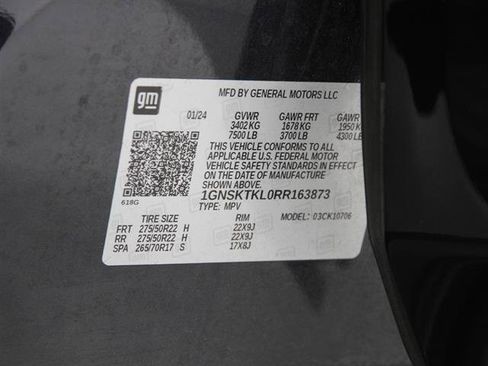 gm
MFD BY GENERAL MOTORS LLC
01/24 GVWR GAWR FRT GAWR
3402 KG 1678 KG 1950 K
7500 LB 3700 LB 4300 LB
THIS VEHICLE CONFORMS TO ALL
APPLICABLE U.S. FEDERAL MOTOR
VEHICLE SAFETY STANDARDS IN EFFECT
ON THE DATE OF MANUFACTURE
SHOWN ABOVE.
1GNSKTKL0RR163873
618G
TYPE: MPV MODEL: 03CK10706
TIRE SIZE RIM
FRT 275/50R22 H 22X9J
RR 275/50R22 H 22X9J
SPA 265/70R17 S 17X8J